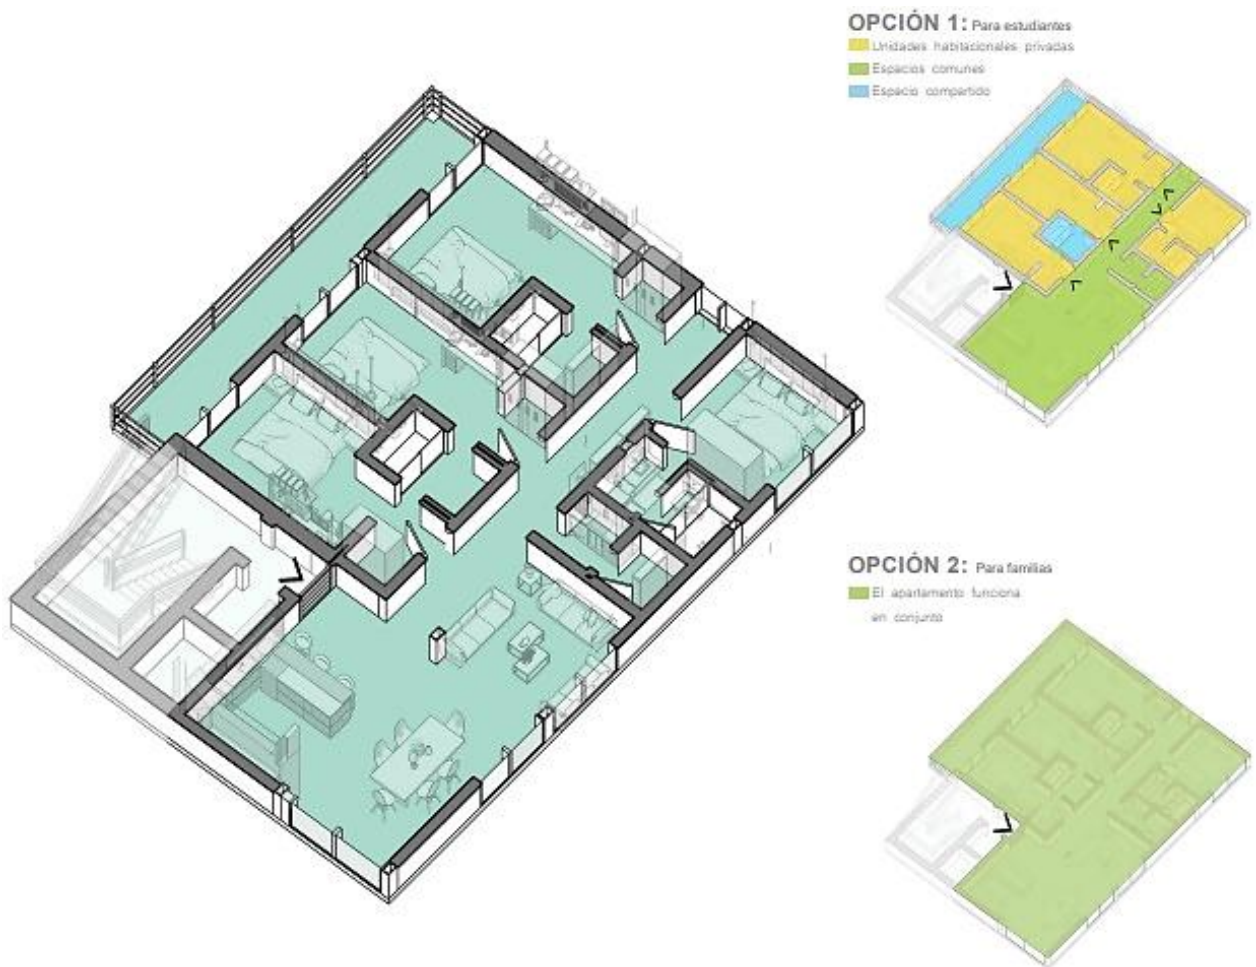 OPCIÓN 1: Para estudiantes
Unidades habitacionales privadas
Espacios comunes
Espacio compartido
OPCIÓN 2: Para familias
El apartamento funciona
en conjunto